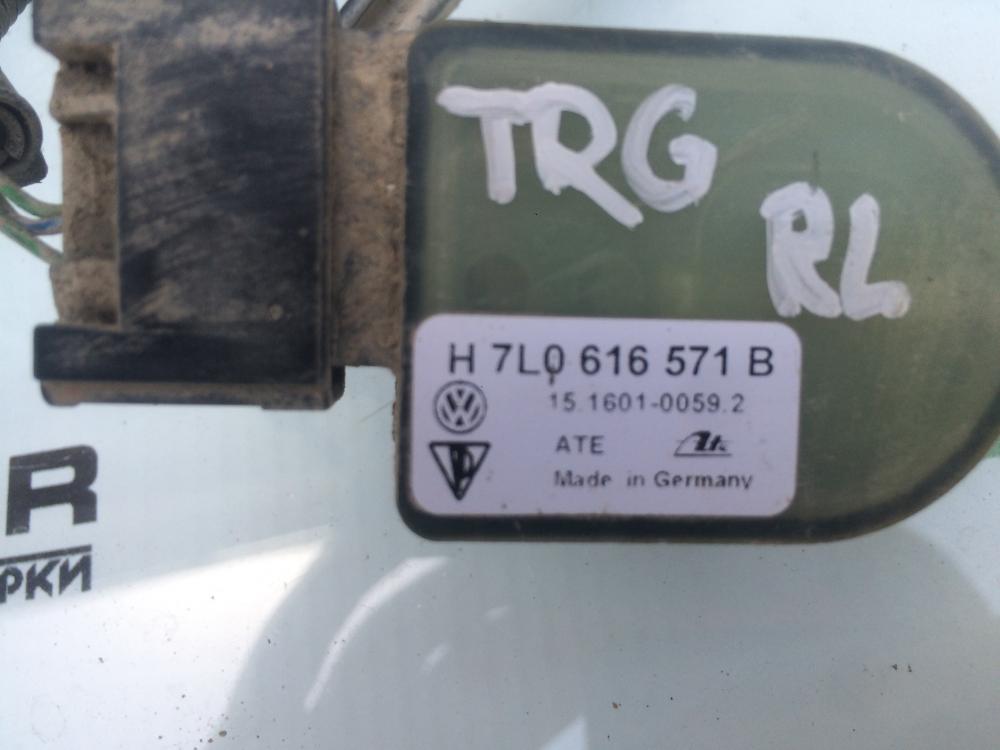 TRG
RL
H 7L0 616 571 B
15.1601-0059.2
ATE
Made in Germany
R
РКИ